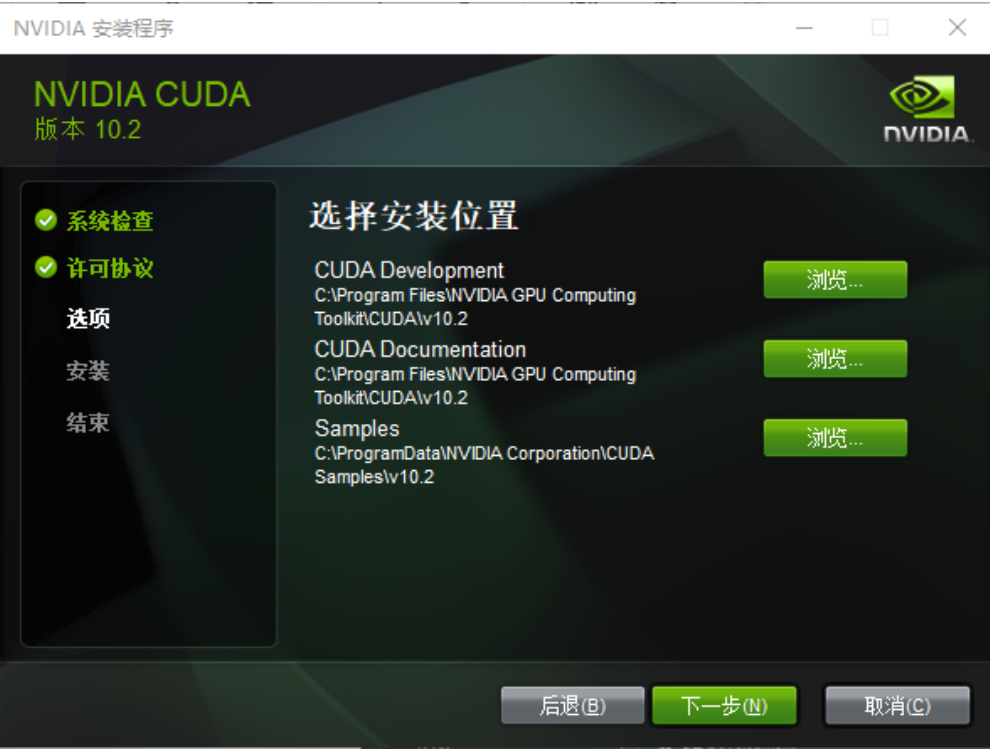 NVIDIA 安装程序
NVIDIA CUDA
版本 10.2
NVIDIA.
系统检查
许可协议
选项
安装
结束
选择安装位置
CUDA Development
C:\Program Files\NVIDIA GPU Computing
Toolkit\CUDA\v10.2
浏览...
CUDA Documentation
C:\Program Files\NVIDIA GPU Computing
Toolkit\CUDA\v10.2
浏览...
Samples
C:\ProgramData\NVIDIA Corporation\CUDA
Samples\v10.2
浏览...
后退(B)
下一步(N)
取消(C)